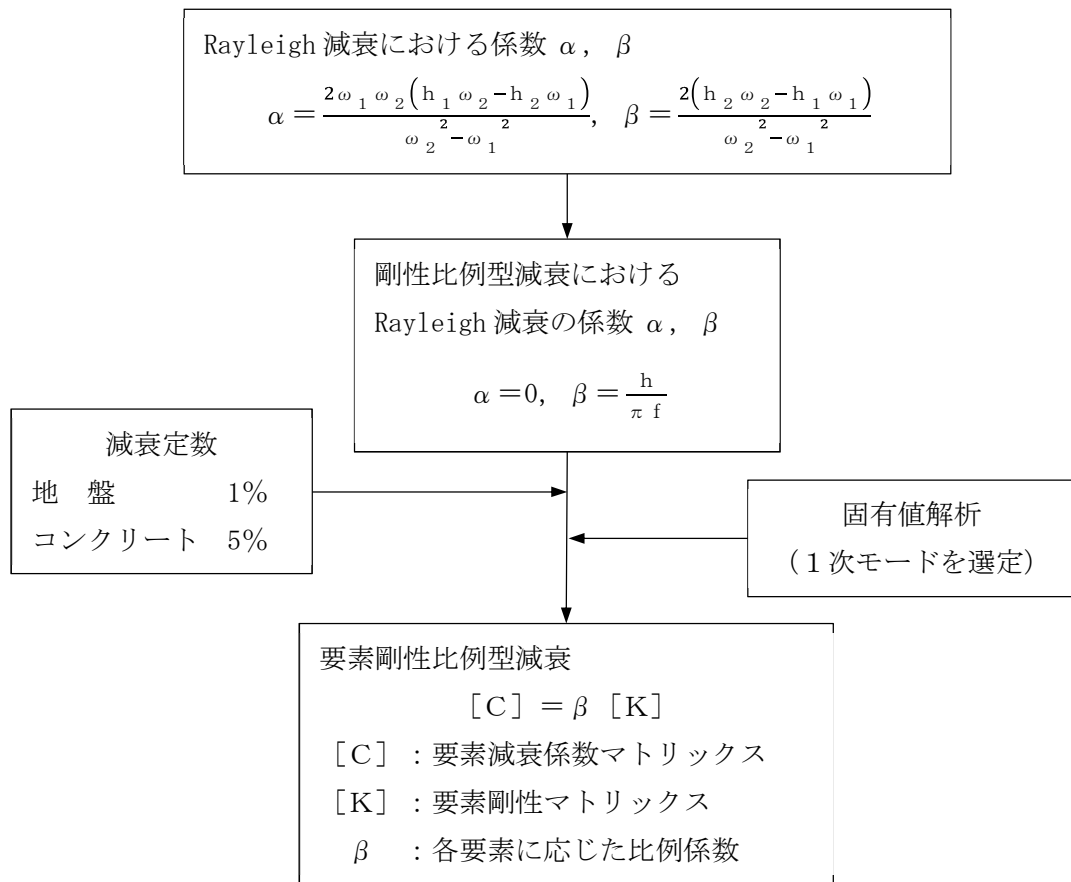 Rayleigh 減衰における係数 α, β
α＝2ω₁ω₂(h₁ω₂－h₂ω₁)/(ω₂²－ω₁²), β＝2(h₂ω₂－h₁ω₁)/(ω₂²－ω₁²)
剛性比例型減衰における
Rayleigh 減衰の係数 α, β
α＝0, β＝h/(π f)
減衰定数
地　盤　1%
コンクリート　5%
固有値解析
（１次モードを選定）
要素剛性比例型減衰
［C］＝β［K］
［C］：要素減衰係数マトリックス
［K］：要素剛性マトリックス
β　：各要素に応じた比例係数